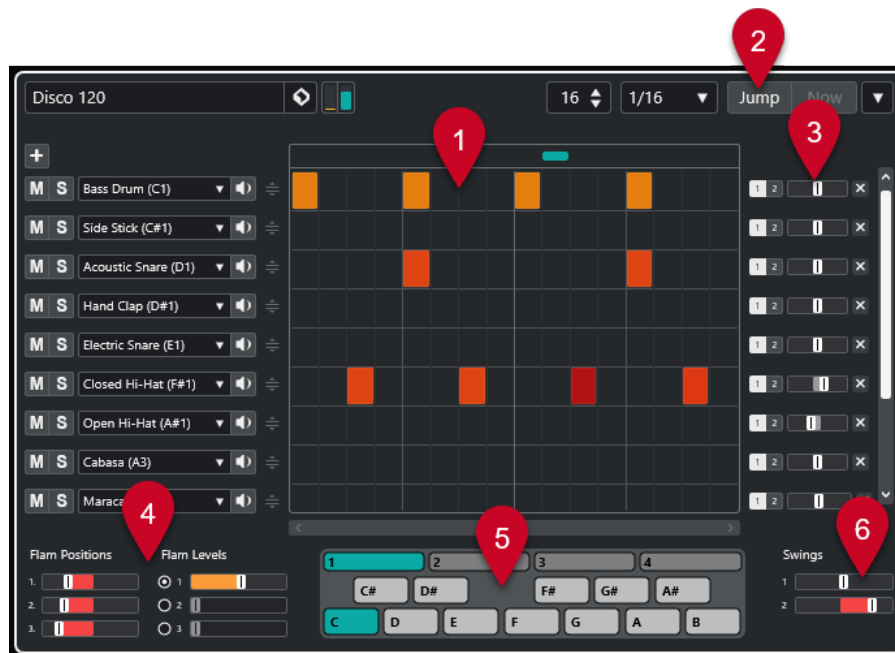 2
Disco 120 16 1/16 Jump Now
1 3
+
M S Bass Drum (C1) 1 2
M S Side Stick (C#1) 1 2
M S Acoustic Snare (D1) 1 2
M S Hand Clap (D#1) 1 2
M S Electric Snare (E1) 1 2
M S Closed Hi-Hat (F#1) 1 2
M S Open Hi-Hat (A#1) 1 2
M S Cabasa (A3) 1 2
M S Maraca 1 2
4 5 6
Flam Positions Flam Levels Swings
1. 1 1 2 3 4 1
2. 2 C# D# F# G# A# 2
3. 3 C D E F G A B